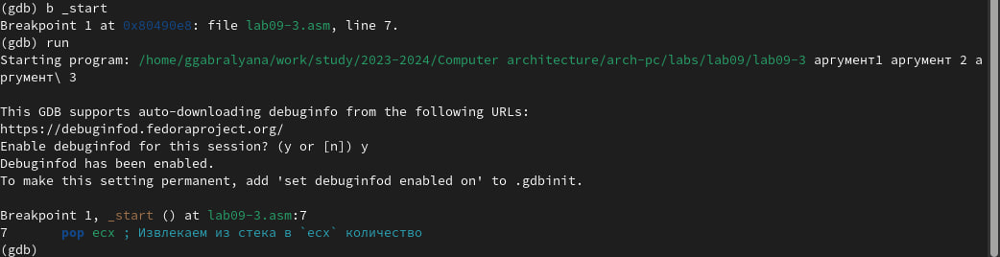 (gdb) b _start
Breakpoint 1 at 0x80490e8: file lab09-3.asm, line 7.
(gdb) run
Starting program: /home/ggabralyana/work/study/2023-2024/Computer architecture/arch-pc/labs/lab09/lab09-3 аргумент1 аргумент 2 а
ргумент\ 3
This GDB supports auto-downloading debuginfo from the following URLs:
https://debuginfod.fedoraproject.org/
Enable debuginfod for this session? (y or [n]) y
Debuginfod has been enabled.
To make this setting permanent, add 'set debuginfod enabled on' to .gdbinit.
Breakpoint 1, _start () at lab09-3.asm:7
7 pop ecx ; Извлекаем из стека в `ecx` количество
(gdb)